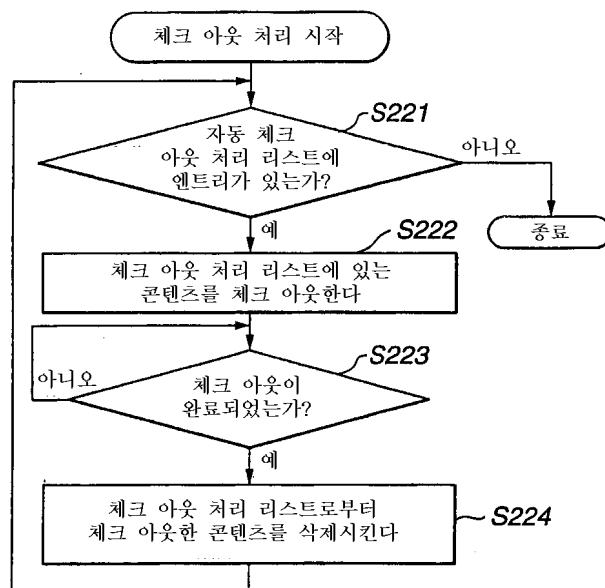 체크 아웃 처리 시작
S221
자동 체크
아웃 처리 리스트에
엔트리가 있는가?
아니오
예
종료
S222
체크 아웃 처리 리스트에 있는
콘텐츠를 체크 아웃한다
S223
아니오
체크 아웃이
완료되었는가?
예
체크 아웃 처리 리스트로부터
체크 아웃한 콘텐츠를 삭제시킨다
S224